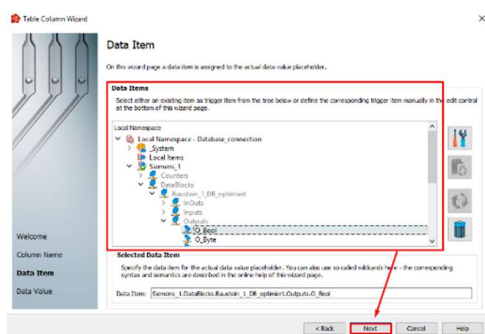 Table Column Wizard
Data Item
On this wizard page a data item is assigned to the actual data value placeholder.
Data Items
Select either an existing item as trigger item from the tree below or define the corresponding trigger item manually in the edit control
at the bottom of this wizard page.
Local Namespace
Local Namespace - Database_connection
_System
Local Items
Siemens_1
Counters
DataBlocks
Baustein_1_DB_optimiert
InOuts
Inputs
Outputs
O_Bool
O_Byte
Welcome
Column Name
Data Item
Data Value
Selected Data Item
Specify the data item for the actual data value placeholder. You can also use so called wildcards here - the corresponding
syntax and semantics are described in the online help of this wizard page.
Data Item: Siemens_1.DataBlocks.Baustein_1_DB_optimiert.Outputs.O_Bool
< Back Next Cancel Help